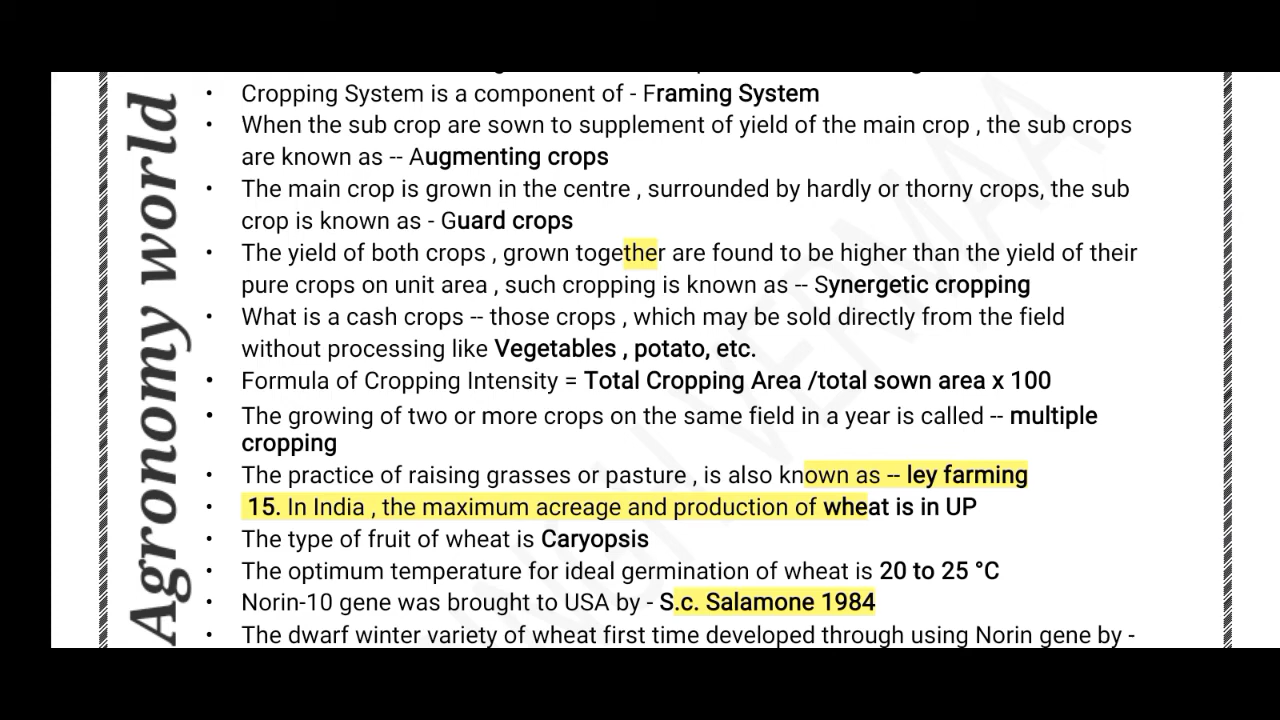 Agronomy world
Cropping System is a component of - Framing System
When the sub crop are sown to supplement of yield of the main crop , the sub crops
are known as -- Augmenting crops
The main crop is grown in the centre , surrounded by hardly or thorny crops, the sub
crop is known as - Guard crops
The yield of both crops , grown together are found to be higher than the yield of their
pure crops on unit area , such cropping is known as -- Synergetic cropping
What is a cash crops -- those crops , which may be sold directly from the field
without processing like Vegetables , potato, etc.
Formula of Cropping Intensity = Total Cropping Area /total sown area x 100
The growing of two or more crops on the same field in a year is called -- multiple
cropping
The practice of raising grasses or pasture , is also known as -- ley farming
15. In India , the maximum acreage and production of wheat is in UP
The type of fruit of wheat is Caryopsis
The optimum temperature for ideal germination of wheat is 20 to 25 °C
Norin-10 gene was brought to USA by - S.c. Salamone 1984
The dwarf winter variety of wheat first time developed through using Norin gene by -